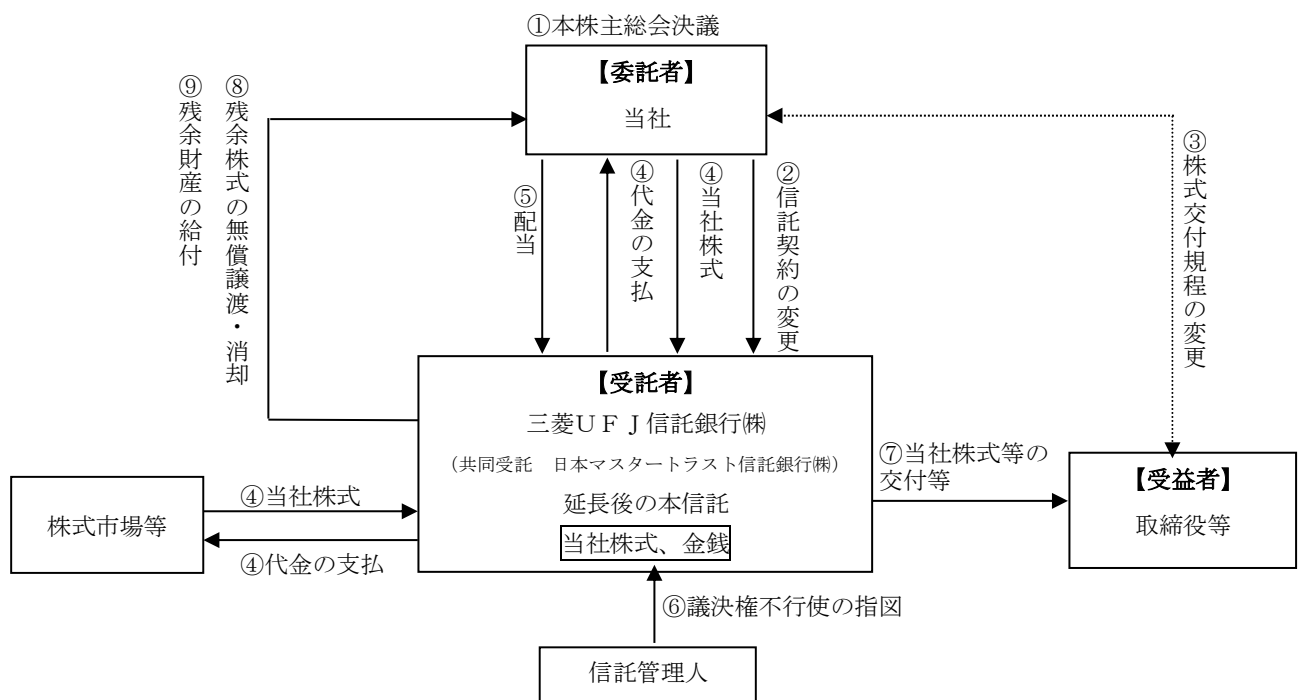 ①本株主総会決議
【委託者】
当社
⑨残余財産の給付
⑧残余株式の無償譲渡・消却
⑤配当
④代金の支払
④当社株式
②信託契約の変更
③株式交付規程の変更
【受託者】
三菱UFJ信託銀行㈱
(共同受託　日本マスタートラスト信託銀行㈱)
延長後の本信託
当社株式、金銭
株式市場等
④当社株式
④代金の支払
⑦当社株式等の
交付等
【受益者】
取締役等
⑥議決権不行使の指図
信託管理人